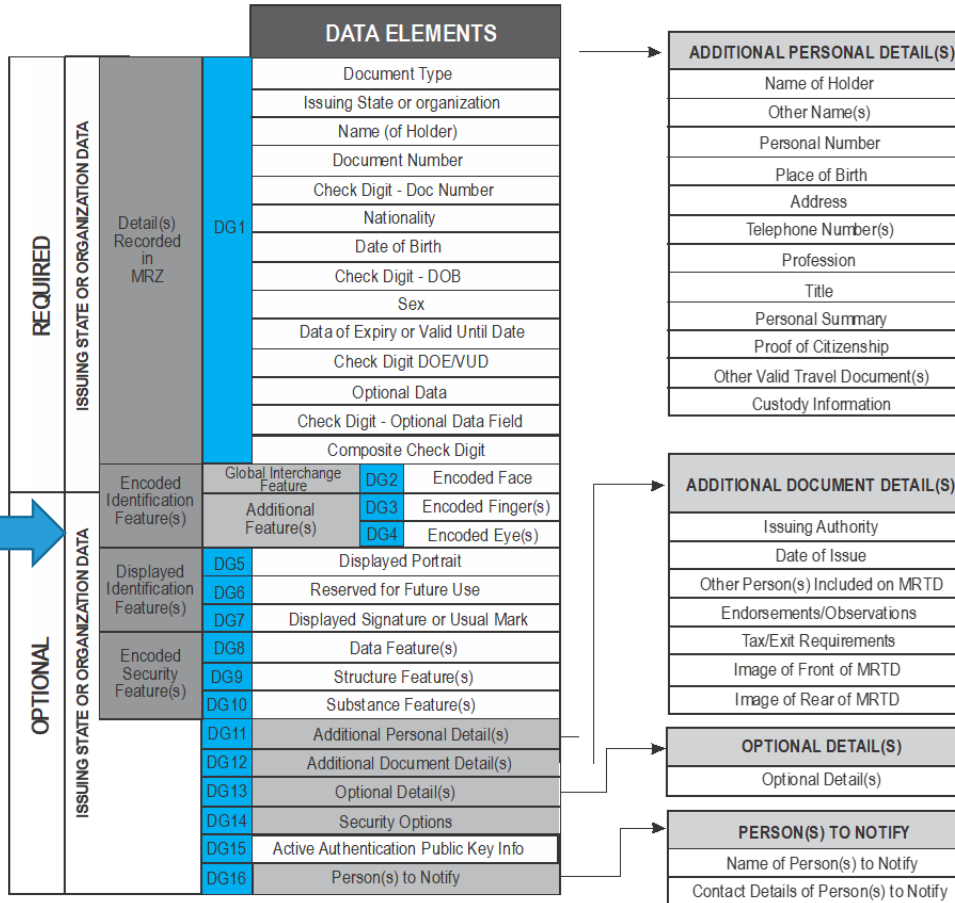 DATA ELEMENTS
REQUIRED
ISSUING STATE OR ORGANIZATION DATA
Detail(s)
Recorded
in
MRZ
DG1
Document Type
Issuing State or organization
Name (of Holder)
Document Number
Check Digit - Doc Number
Nationality
Date of Birth
Check Digit - DOB
Sex
Data of Expiry or Valid Until Date
Check Digit DOE/VUD
Optional Data
Check Digit - Optional Data Field
Composite Check Digit
Encoded
Identification
Feature(s)
Global Interchange
Feature
DG2
Encoded Face
OPTIONAL
ISSUING STATE OR ORGANIZATION DATA
Additional
Feature(s)
DG3
Encoded Finger(s)
DG4
Encoded Eye(s)
Displayed
Identification
Feature(s)
DG5
Displayed Portrait
DG6
Reserved for Future Use
DG7
Displayed Signature or Usual Mark
Encoded
Security
Feature(s)
DG8
Data Feature(s)
DG9
Structure Feature(s)
DG10
Substance Feature(s)
DG11
Additional Personal Detail(s)
DG12
Additional Document Detail(s)
DG13
Optional Detail(s)
DG14
Security Options
DG15
Active Authentication Public Key Info
DG16
Person(s) to Notify
ADDITIONAL PERSONAL DETAIL(S)
Name of Holder
Other Name(s)
Personal Number
Place of Birth
Address
Telephone Number(s)
Profession
Title
Personal Summary
Proof of Citizenship
Other Valid Travel Document(s)
Custody Information
ADDITIONAL DOCUMENT DETAIL(S)
Issuing Authority
Date of Issue
Other Person(s) Included on MRTD
Endorsements/Observations
Tax/Exit Requirements
Image of Front of MRTD
Image of Rear of MRTD
OPTIONAL DETAIL(S)
Optional Detail(s)
PERSON(S) TO NOTIFY
Name of Person(s) to Notify
Contact Details of Person(s) to Notify